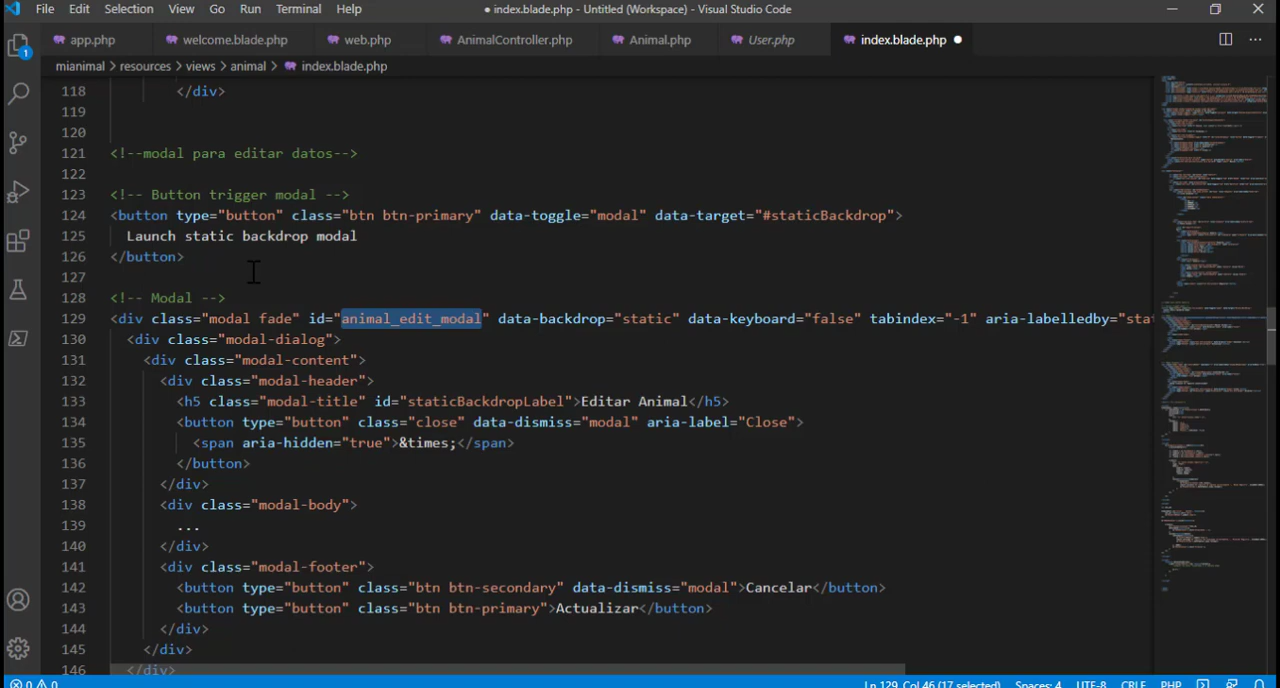 File Edit Selection View Go Run Terminal Help ● index.blade.php - Untitled (Workspace) - Visual Studio Code
app.php welcome.blade.php web.php AnimalController.php Animal.php User.php index.blade.php ●
1
mianimal > resources > views > animal > index.blade.php
118 </div>
119
120
121 <!--modal para editar datos-->
122
123 <!-- Button trigger modal -->
124 <button type="button" class="btn btn-primary" data-toggle="modal" data-target="#staticBackdrop">
125 Launch static backdrop modal
126 </button>
127
128 <!-- Modal -->
129 <div class="modal fade" id="animal_edit_modal" data-backdrop="static" data-keyboard="false" tabindex="-1" aria-labelledby="stat
130 <div class="modal-dialog">
131 <div class="modal-content">
132 <div class="modal-header">
133 <h5 class="modal-title" id="staticBackdropLabel">Editar Animal</h5>
134 <button type="button" class="close" data-dismiss="modal" aria-label="Close">
135 <span aria-hidden="true">&times;</span>
136 </button>
137 </div>
138 <div class="modal-body">
139 ...
140 </div>
141 <div class="modal-footer">
142 <button type="button" class="btn btn-secondary" data-dismiss="modal">Cancelar</button>
143 <button type="button" class="btn btn-primary">Actualizar</button>
144 </div>
145 </div>
146 </div>
0 0 Ln 129, Col 46 (17 selected) Spaces: 4 UTF-8 CRLF PHP